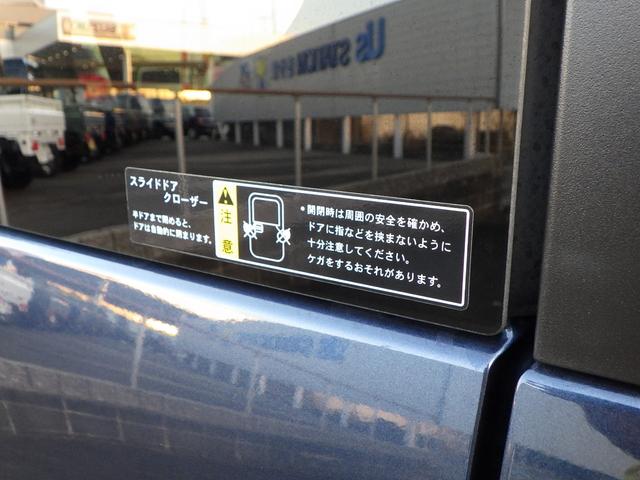 スライドドア
クローザー
半ドアまで閉めると、
ドアは自動的に閉まります。
注意
•開閉時は周囲の安全を確かめ、
ドアに指などを挟まないように
十分注意してください。
ケガをするおそれがあります。
U's STATION